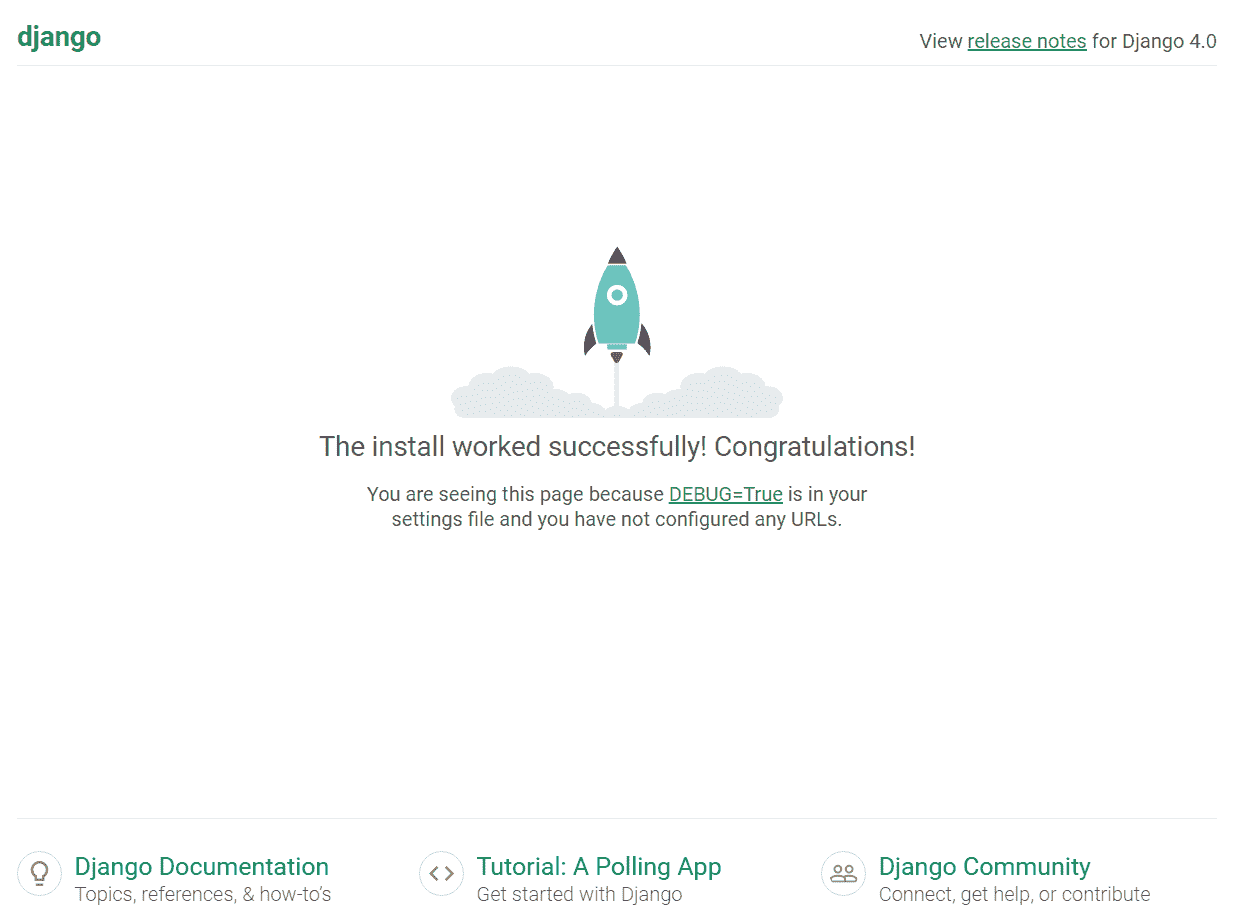 django
View release notes for Django 4.0
The install worked successfully! Congratulations!
You are seeing this page because DEBUG=True is in your
settings file and you have not configured any URLs.
Django Documentation
Topics, references, & how-to’s
Tutorial: A Polling App
Get started with Django
Django Community
Connect, get help, or contribute